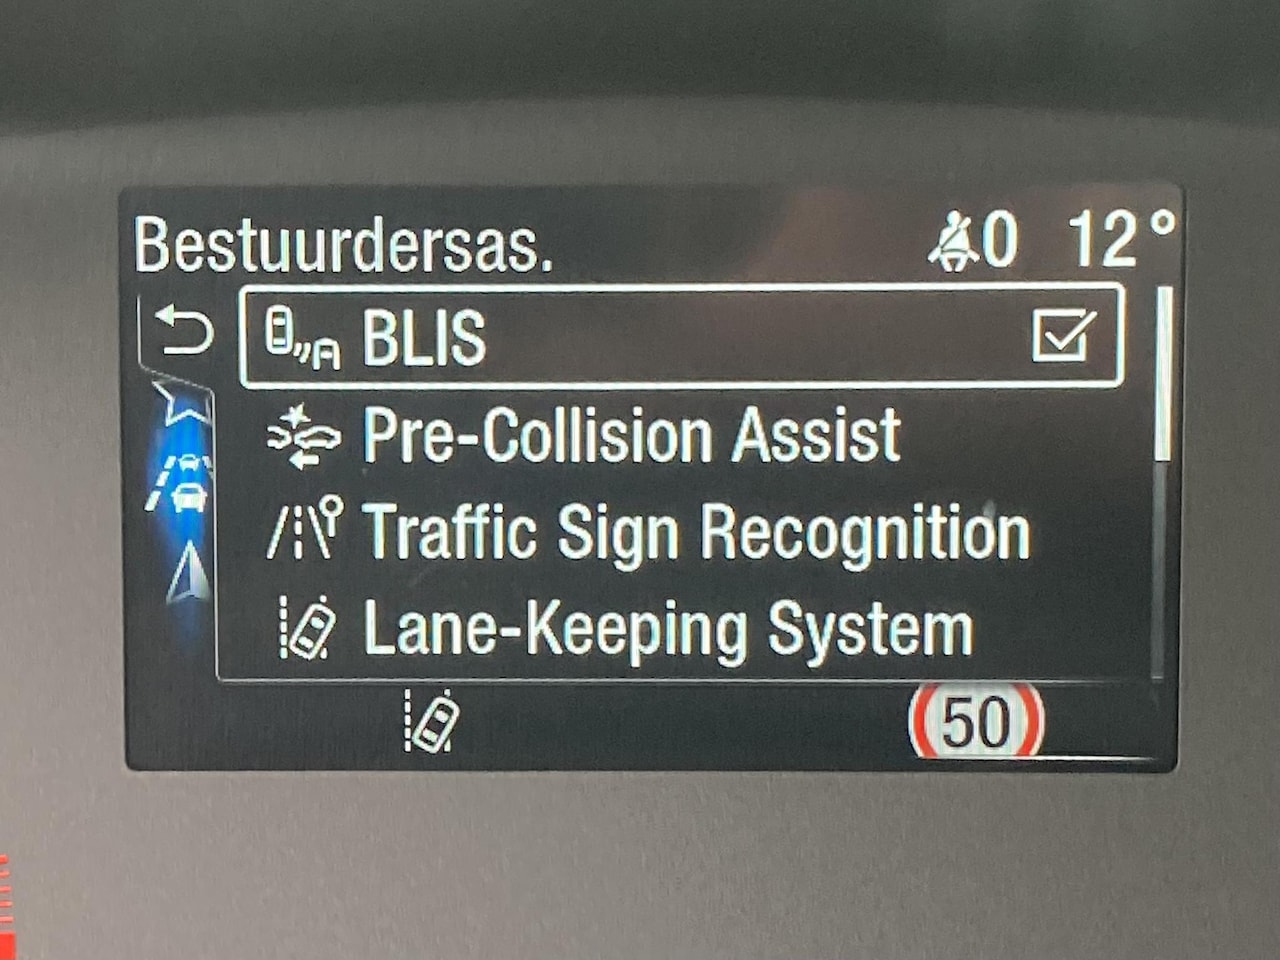 Bestuurdersas. 0 12°
BLIS
Pre-Collision Assist
Traffic Sign Recognition
Lane-Keeping System
50